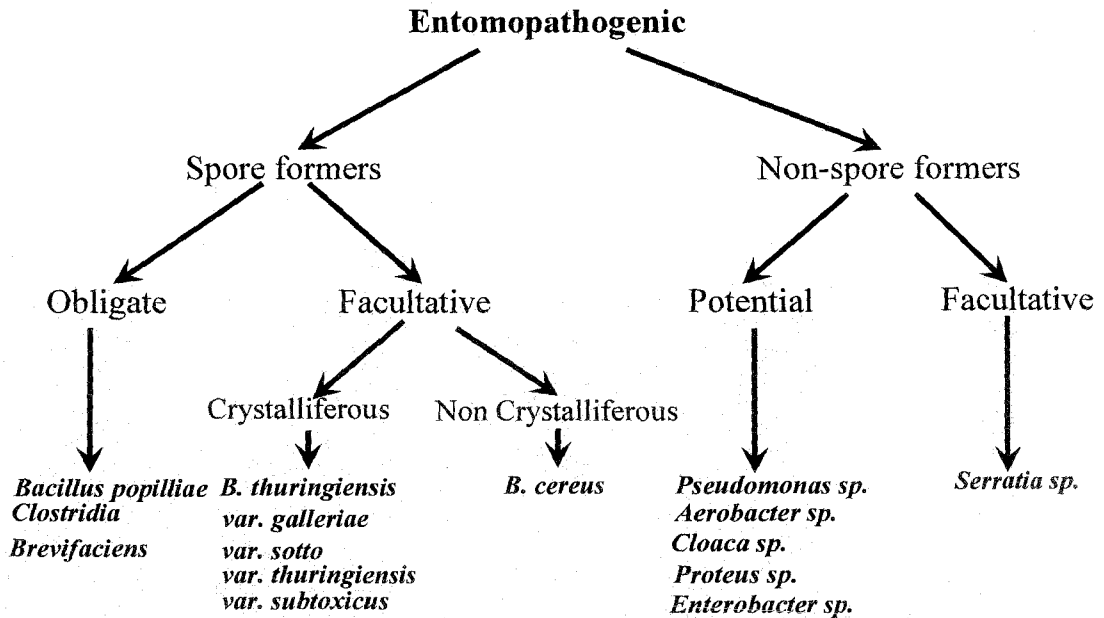 Entomopathogenic
Spore formers
Non-spore formers
Obligate
Facultative
Potential
Facultative
Crystalliferous
Non Crystalliferous
Bacillus popilliae
Clostridia
Brevifaciens
B. thuringiensis
var. galleriae
var. sotto
var. thuringiensis
var. subtoxicus
B. cereus
Pseudomonas sp.
Aerobacter sp.
Cloaca sp.
Proteus sp.
Enterobacter sp.
Serratia sp.